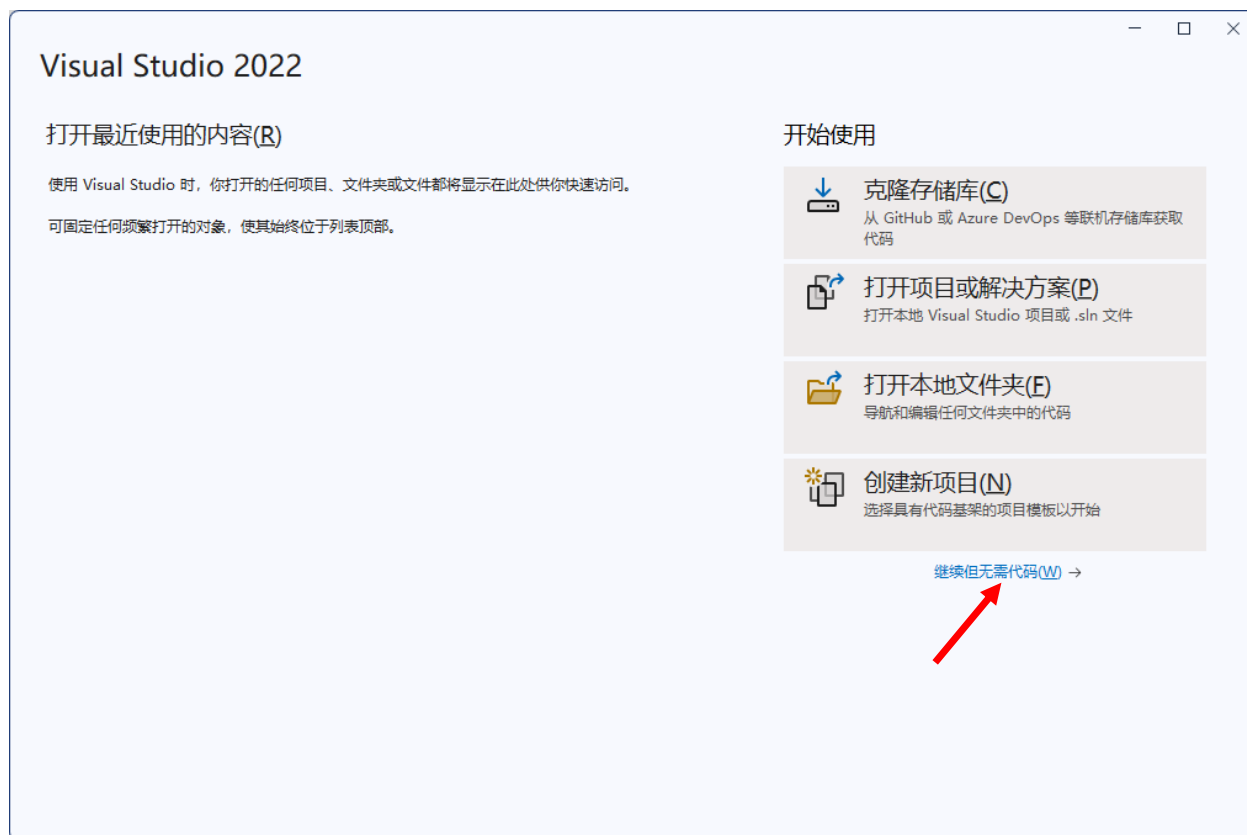 Visual Studio 2022
打开最近使用的内容(R)
使用 Visual Studio 时，你打开的任何项目、文件夹或文件都将显示在此处供你快速访问。
可固定任何频繁打开的对象，使其始终位于列表顶部。
开始使用
克隆存储库(C)
从 GitHub 或 Azure DevOps 等联机存储库获取
代码
打开项目或解决方案(P)
打开本地 Visual Studio 项目或 .sln 文件
打开本地文件夹(F)
导航和编辑任何文件夹中的代码
创建新项目(N)
选择具有代码基架的项目模板以开始
继续但无需代码(W) →